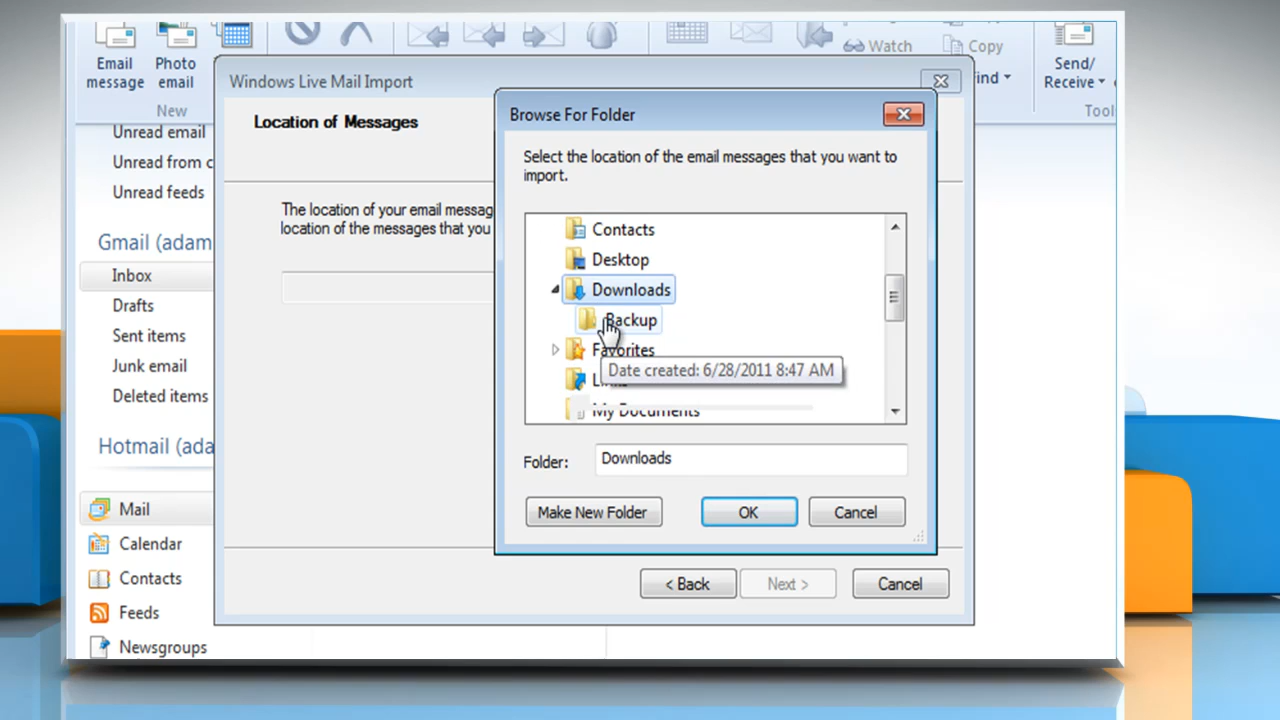 Email message
Photo email
New
Watch
Copy
Find
Send/ Receive
Windows Live Mail Import
Location of Messages
The location of your email messag
location of the messages that you
Browse For Folder
Select the location of the email messages that you want to
import.
Contacts
Desktop
Downloads
Backup
Favorites
Date created: 6/28/2011 8:47 AM
My Documents
Folder:
Downloads
Make New Folder
OK
Cancel
< Back
Next >
Cancel
Unread email
Unread from c
Unread feeds
Gmail (adam
Inbox
Drafts
Sent items
Junk email
Deleted items
Hotmail (ada
Mail
Calendar
Contacts
Feeds
Newsgroups
Tool